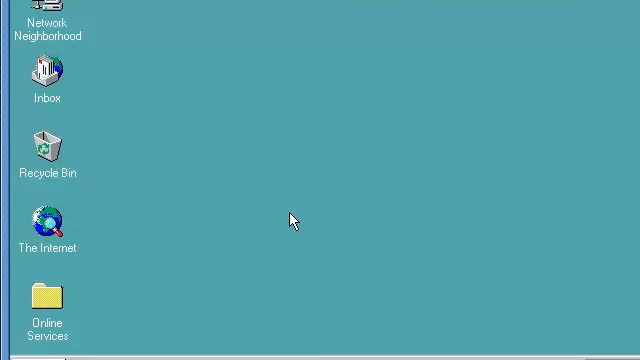 Network
Neighborhood
Inbox
Recycle Bin
The Internet
Online
Services